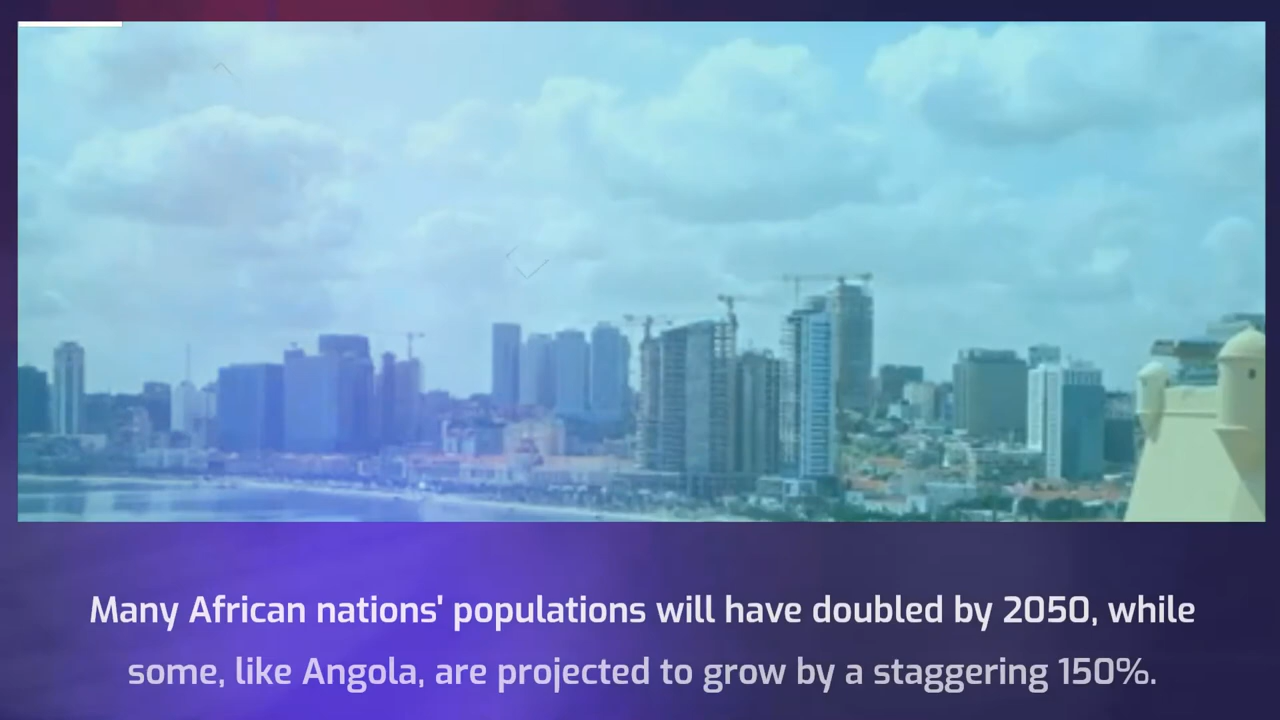 Many African nations' populations will have doubled by 2050, while
some, like Angola, are projected to grow by a staggering 150%.